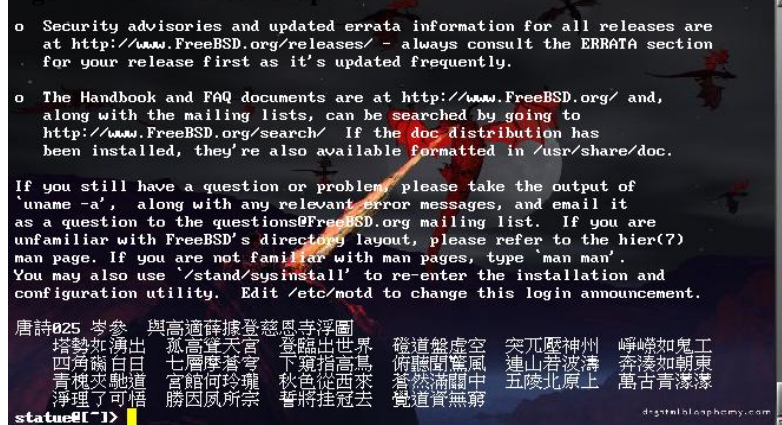 o  Security advisories and updated errata information for all releases are
   at http://www.FreeBSD.org/releases/ - always consult the ERRATA section
   for your release first as it's updated frequently.
o  The Handbook and FAQ documents are at http://www.FreeBSD.org/ and,
   along with the mailing lists, can be searched by going to
   http://www.FreeBSD.org/search/  If the doc distribution has
   been installed, they're also available formatted in /usr/share/doc.
If you still have a question or problem, please take the output of
`uname -a',  along with any relevant error messages, and email it
as a question to the questions@FreeBSD.org mailing list.  If you are
unfamiliar with FreeBSD's directory layout, please refer to the hier(7)
man page. If you are not familiar with man pages, type `man man'.
You may also use `/stand/sysinstall' to re-enter the installation and
configuration utility.  Edit /etc/motd to change this login announcement.
唐詩025 岑參  與高適薛據登慈恩寺浮圖
塔勢如湧出  孤高聳天宮  登臨出世界  磴道盤虛空  突兀壓神州  崢嶸如鬼工
四角礙白日  七層摩蒼穹  下窺指高鳥  俯聽聞驚風  連山若波濤  奔湊如朝東
青槐夾馳道  宮館何玲瓏  秋色從西來  蒼然滿關中  五陵北原上  萬古青濛濛
淨理了可悟  勝因夙所宗  誓將挂冠去  覺道資無窮
statue@[~]>
digitalblasphemy.com